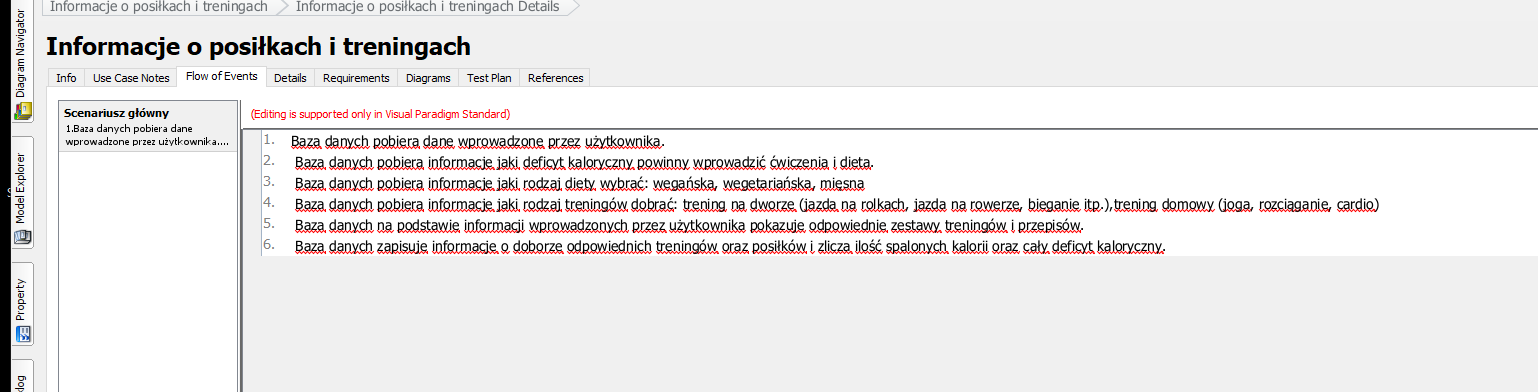 Informacje o posiłkach i treningach Informacje o posiłkach i treningach Details
Diagram Navigator
Model Explorer
Property
Informacje o posiłkach i treningach
Info Use Case Notes Flow of Events Details Requirements Diagrams Test Plan References
Scenariusz główny
1.Baza danych pobiera dane
wprowadzone przez użytkownika....
(Editing is supported only in Visual Paradigm Standard)
1. Baza danych pobiera dane wprowadzone przez użytkownika.
2. Baza danych pobiera informacje jaki deficyt kaloryczny powinny wprowadzić ćwiczenia i dieta.
3. Baza danych pobiera informacje jaki rodzaj diety wybrać: wegańska, wegetariańska, mięsna
4. Baza danych pobiera informacje jaki rodzaj treningów dobrać: trening na dworze (jazda na rolkach, jazda na rowerze, bieganie itp.),trening domowy (joga, rozciąganie, cardio)
5. Baza danych na podstawie informacji wprowadzonych przez użytkownika pokazuje odpowiednie zestawy treningów i przepisów.
6. Baza danych zapisuje informacje o doborze odpowiednich treningów oraz posiłków i zlicza ilość spalonych kalorii oraz cały deficyt kaloryczny.